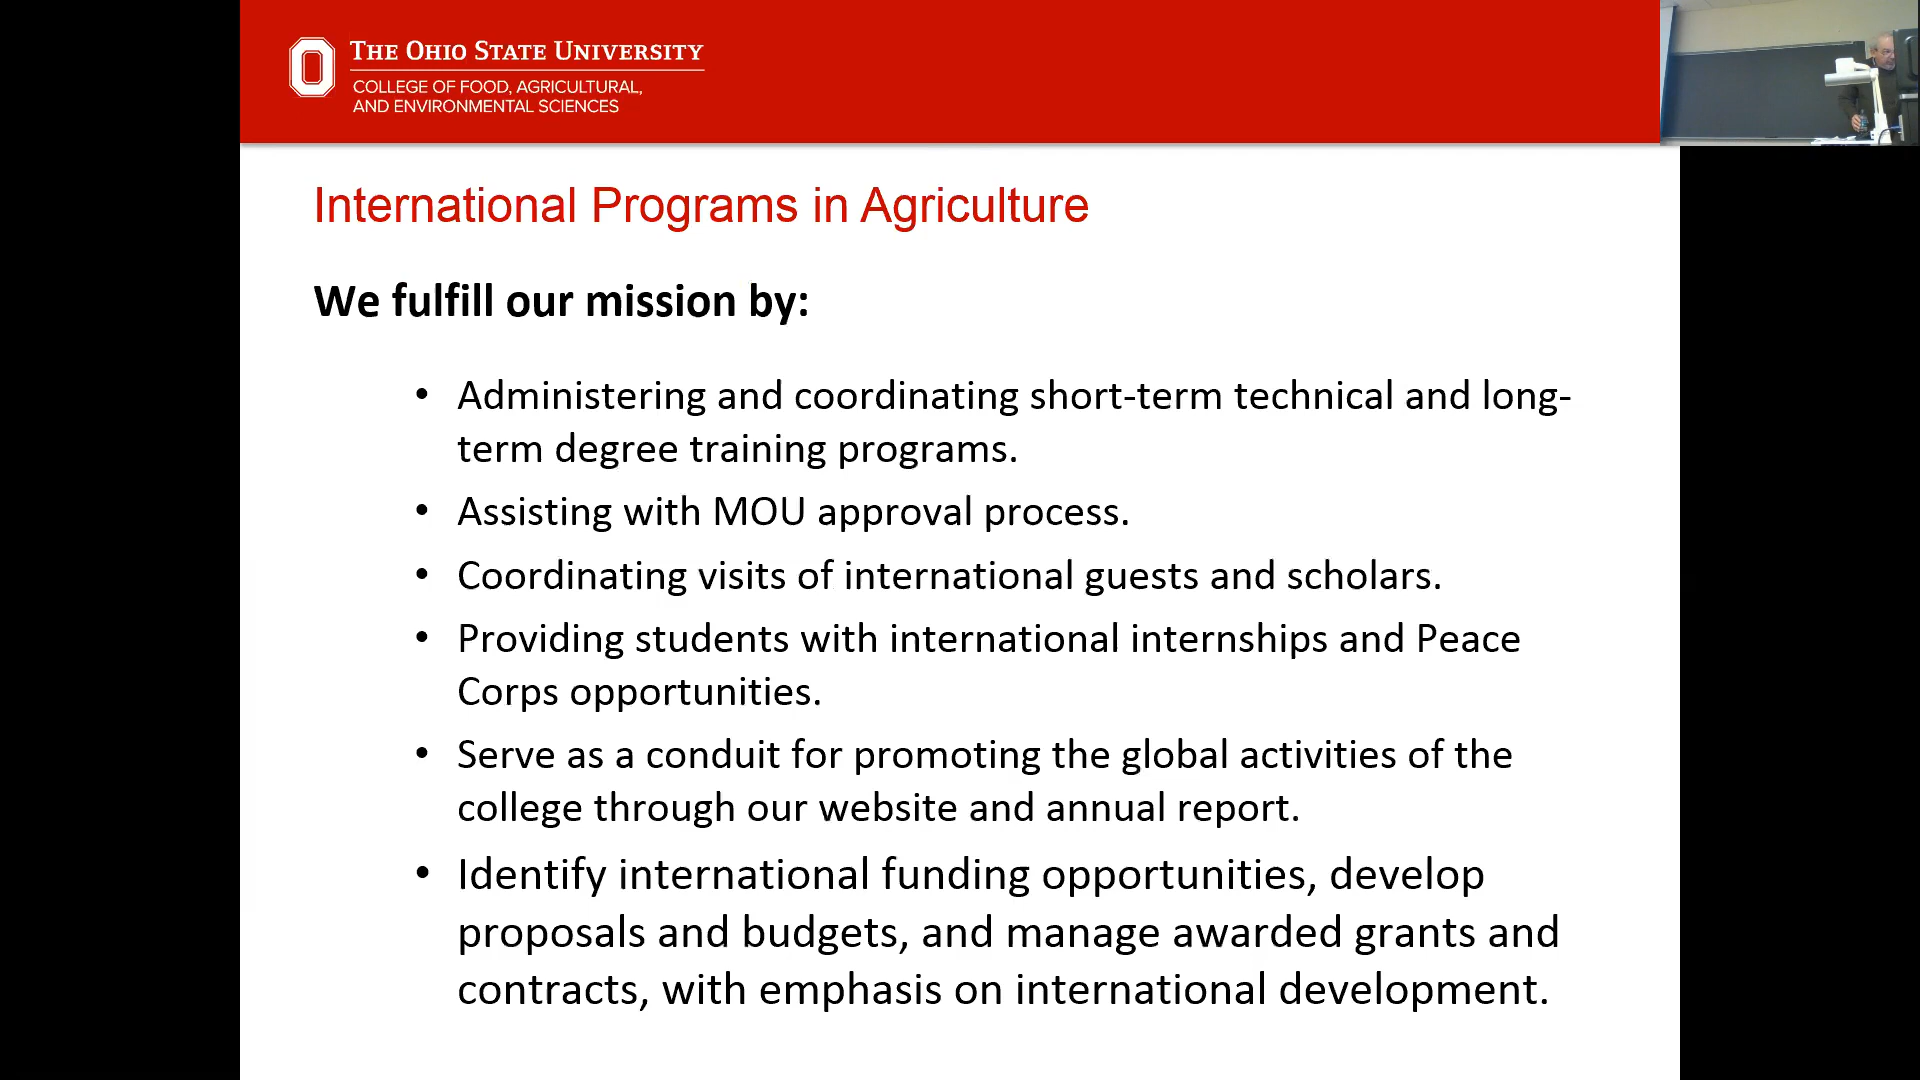 THE OHIO STATE UNIVERSITY
COLLEGE OF FOOD, AGRICULTURAL,
AND ENVIRONMENTAL SCIENCES
International Programs in Agriculture
We fulfill our mission by:
• Administering and coordinating short-term technical and long-
term degree training programs.
• Assisting with MOU approval process.
• Coordinating visits of international guests and scholars.
• Providing students with international internships and Peace
Corps opportunities.
• Serve as a conduit for promoting the global activities of the
college through our website and annual report.
• Identify international funding opportunities, develop
proposals and budgets, and manage awarded grants and
contracts, with emphasis on international development.